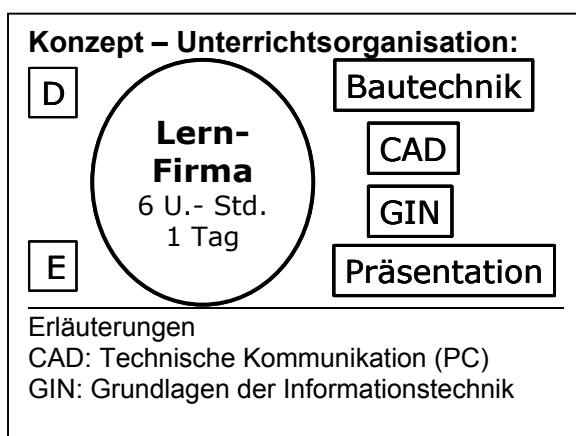 Konzept – Unterrichtsorganisation:
D
Lern-
Firma
6 U.- Std.
1 Tag
E
Bautechnik
CAD
GIN
Präsentation
Erläuterungen
CAD: Technische Kommunikation (PC)
GIN: Grundlagen der Informationstechnik